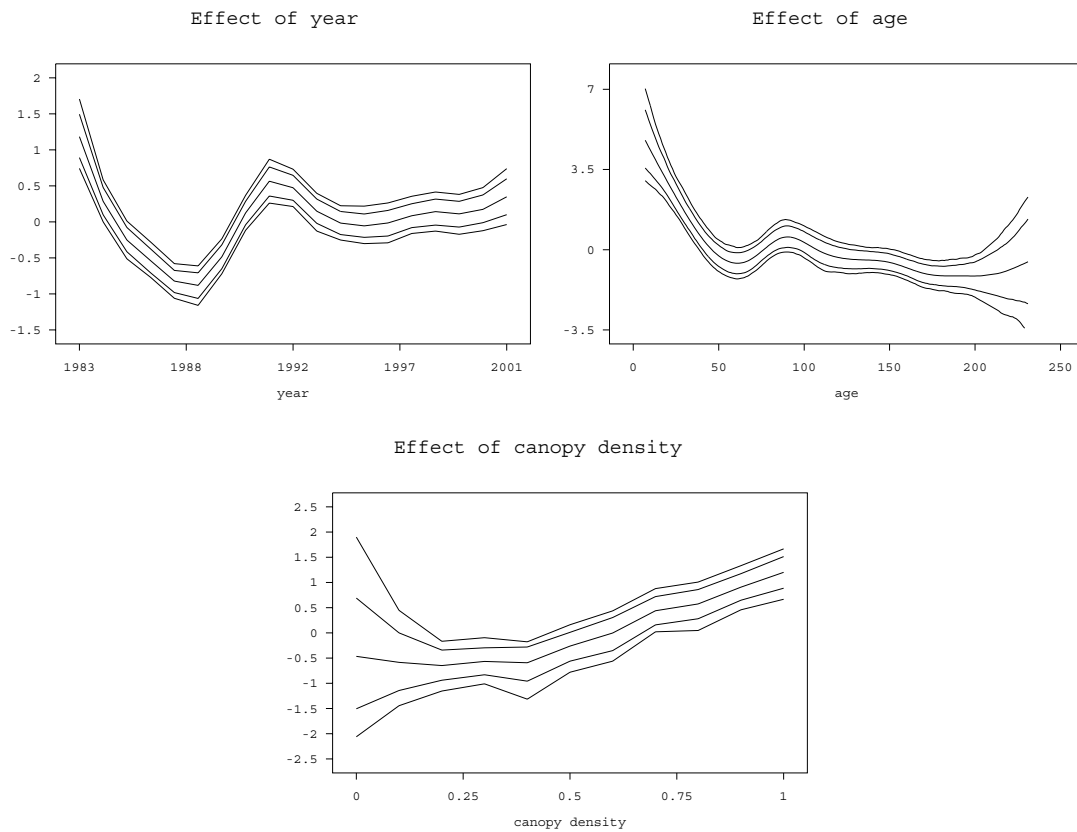 Effect of year
2
1.5
1
0.5
0
-0.5
-1
-1.5
1983 1988 1992 1997 2001
year
Effect of age
7
3.5
0
-3.5
0 50 100 150 200 250
age
Effect of canopy density
2.5
2
1.5
1
0.5
0
-0.5
-1
-1.5
-2
-2.5
0 0.25 0.5 0.75 1
canopy density